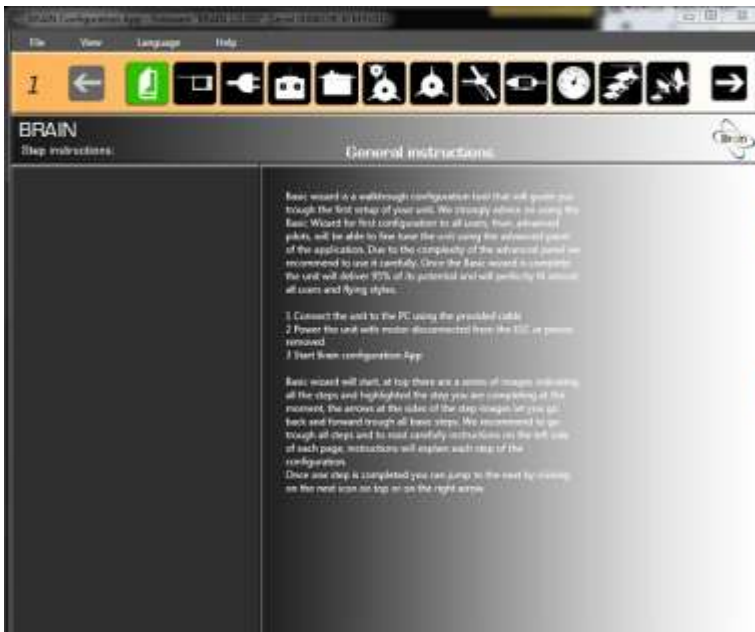 File View Language Help
1
BRAIN
Step instructions:
General instructions
Brain
Basic wizard is a walkthrough configuration tool that will guide you
trough the first setup of your unit. We strongly advice on using the
Basic Wizard for first configuration to all users, then, advanced
pilots, will be able to fine tune the unit using the advanced panel
of the application. Due to the complexity of the advanced panel we
recommend to use it carefully. Once the Basic wizard is complete
the unit will deliver 95% of its potential and will perfectly fit almost
all users and flying styles.
1 Connect the unit to the PC using the provided cable
2 Power the unit with motor disconnected from the ESC or pinion
removed
3 Start Brain configuration App
Basic wizard will start, at top there are a series of images indicating
all the steps and highlighted the step you are completing at the
moment, the arrows at the sides of the step images let you go
back and forward trough all basic steps. We recommend to go
trough all steps and to read carefully instructions on the left side
of each page, instructions will explain each step of the
configuration.
Once one step is completed you can jump to the next by clicking
on the next icon on top or on the right arrow